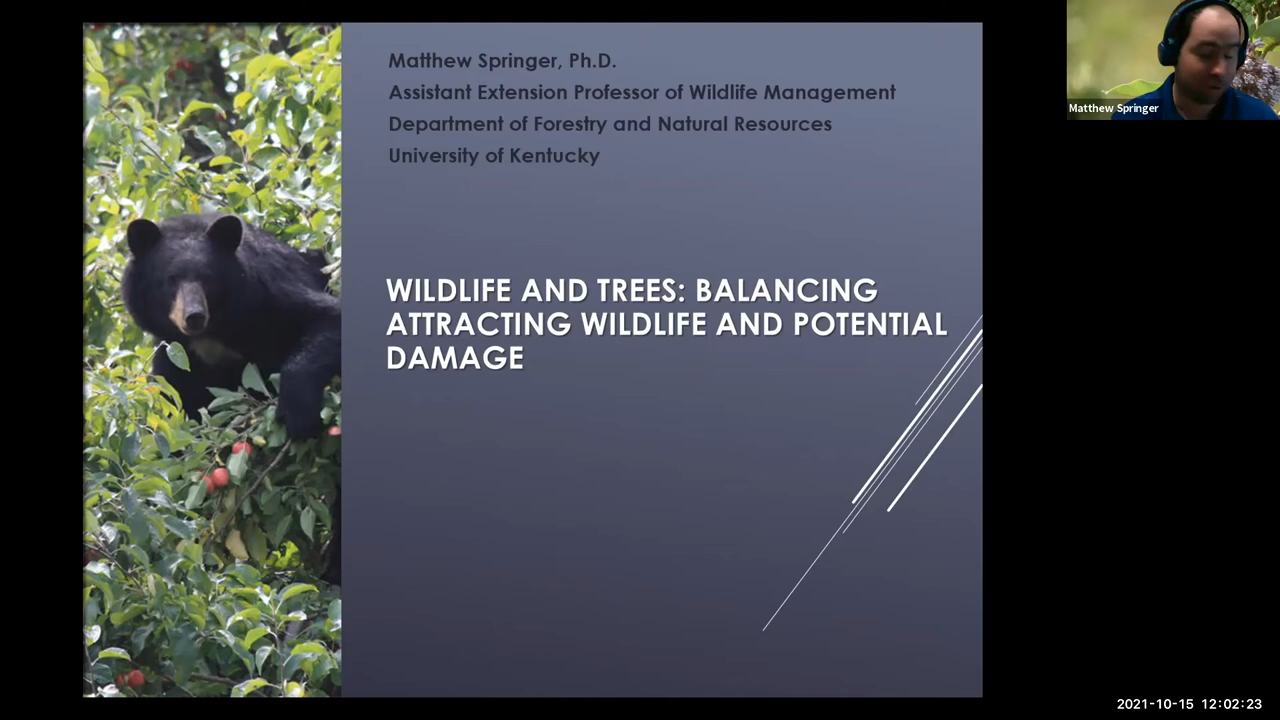 Matthew Springer, Ph.D.
Assistant Extension Professor of Wildlife Management
Department of Forestry and Natural Resources
University of Kentucky
WILDLIFE AND TREES: BALANCING
ATTRACTING WILDLIFE AND POTENTIAL
DAMAGE
Matthew Springer
2021-10-15 12:02:23